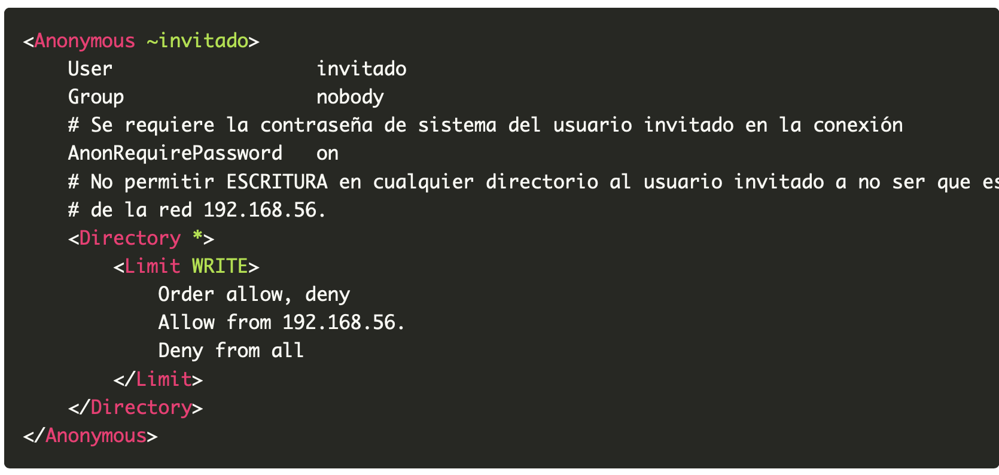 <Anonymous ~invitado>
    User                  invitado
    Group                 nobody
    # Se requiere la contraseña de sistema del usuario invitado en la conexión
    AnonRequirePassword   on
    # No permitir ESCRITURA en cualquier directorio al usuario invitado a no ser que
    # de la red 192.168.56.
    <Directory *>
        <Limit WRITE>
            Order allow, deny
            Allow from 192.168.56.
            Deny from all
        </Limit>
    </Directory>
</Anonymous>